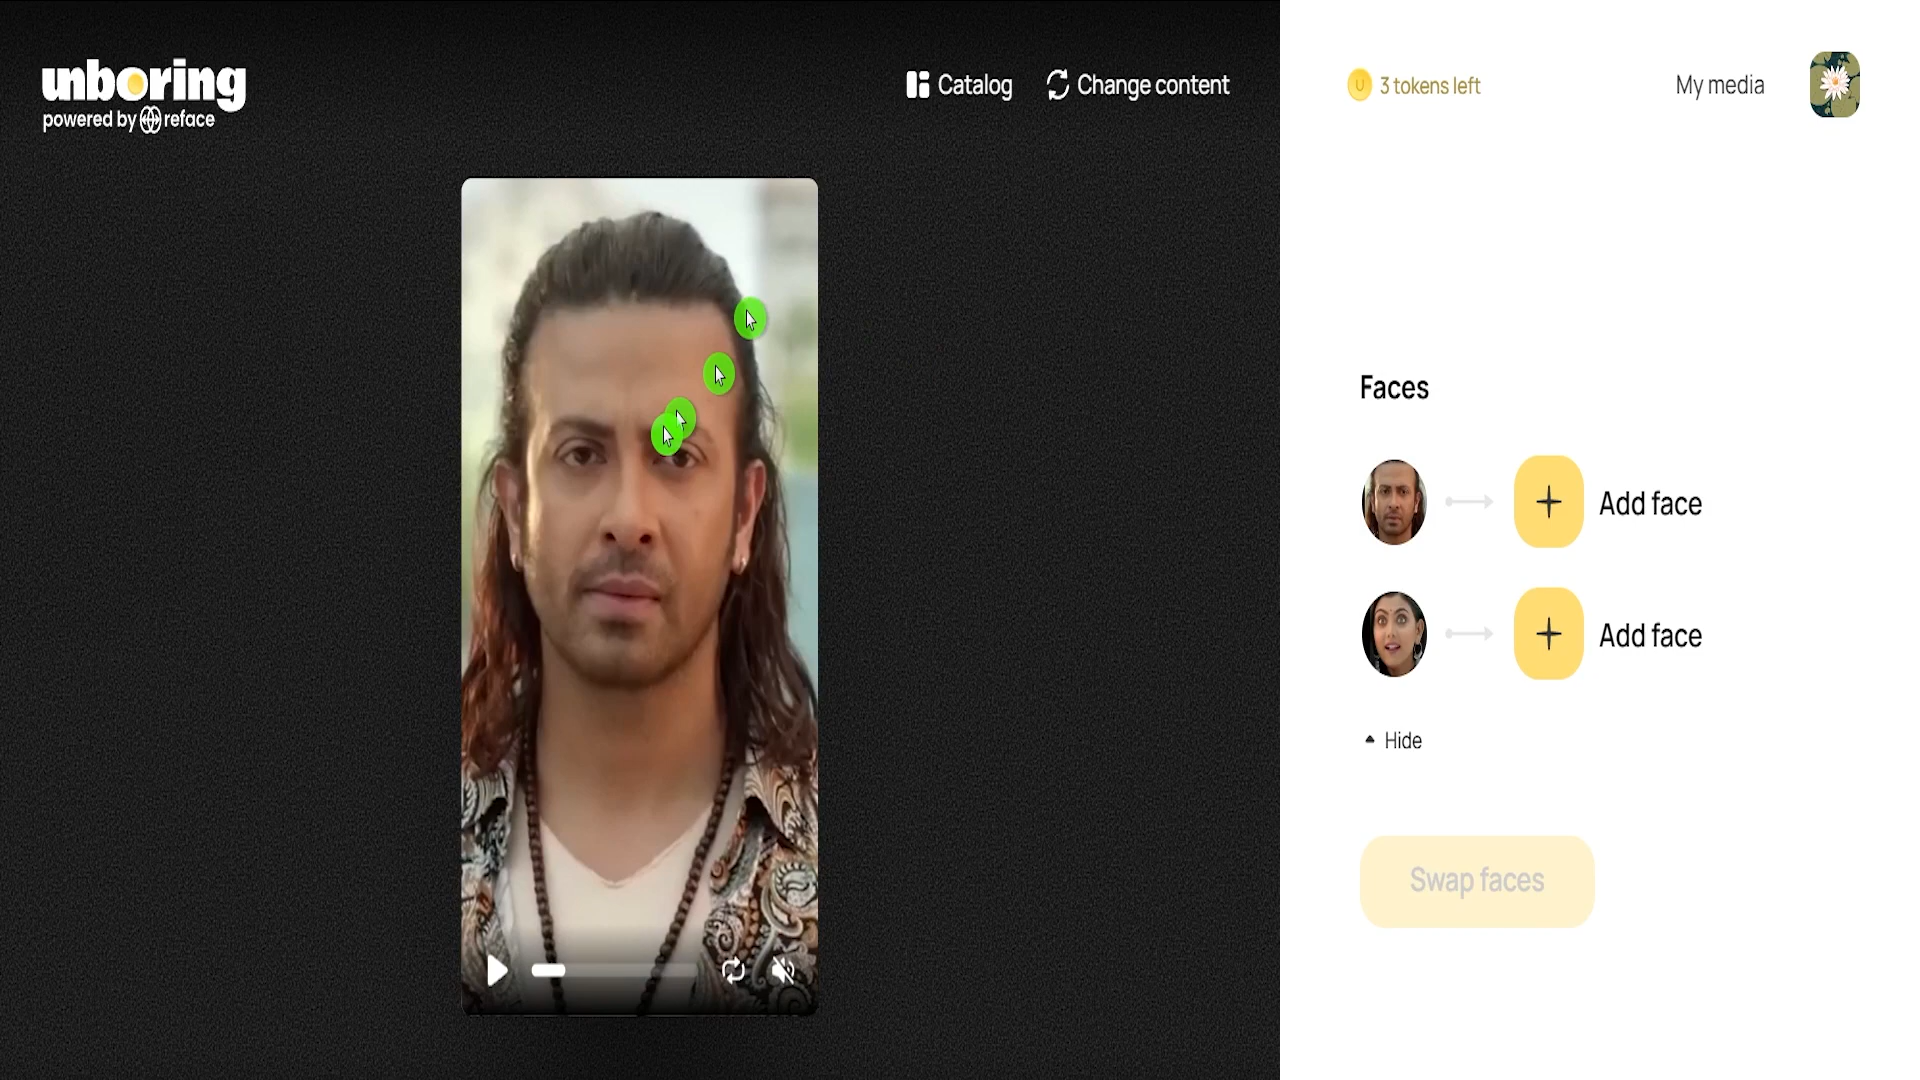 unboring
powered by reface
Catalog
Change content
3 tokens left
My media
Faces
Add face
Add face
Hide
Swap faces